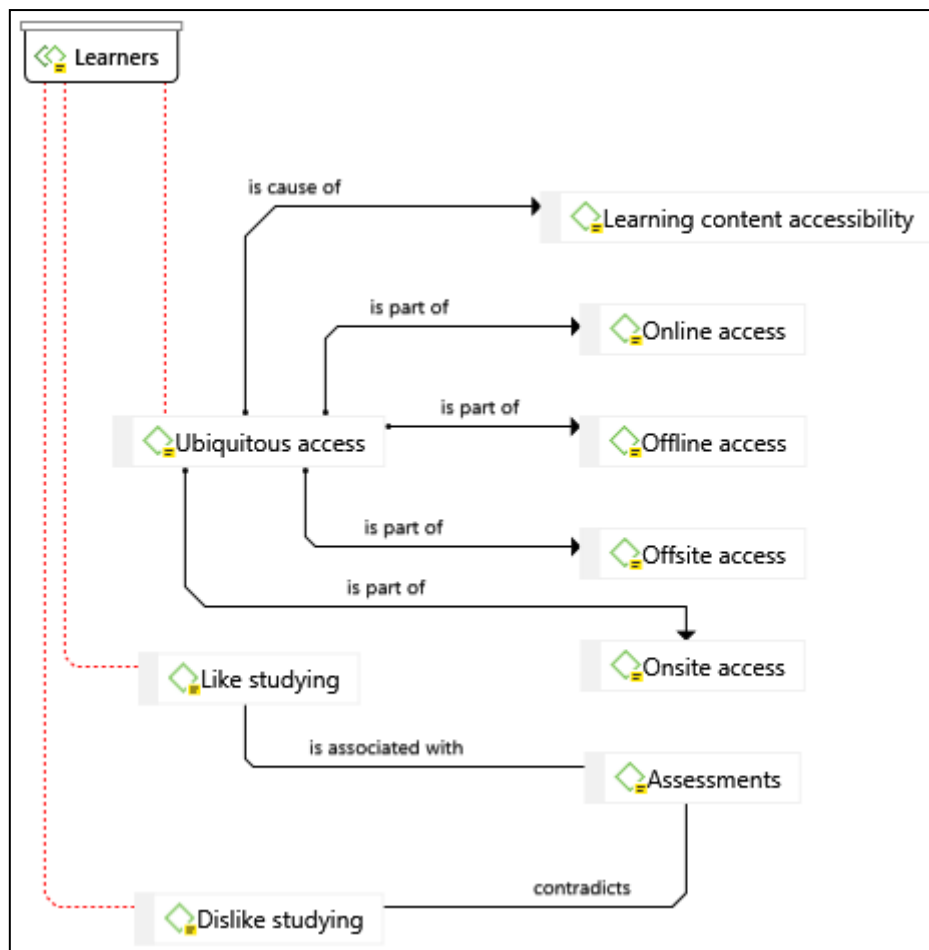 Learners
is cause of
Learning content accessibility
is part of
Online access
is part of
Ubiquitous access
Offline access
is part of
Offsite access
is part of
Onsite access
Like studying
is associated with
Assessments
contradicts
Dislike studying